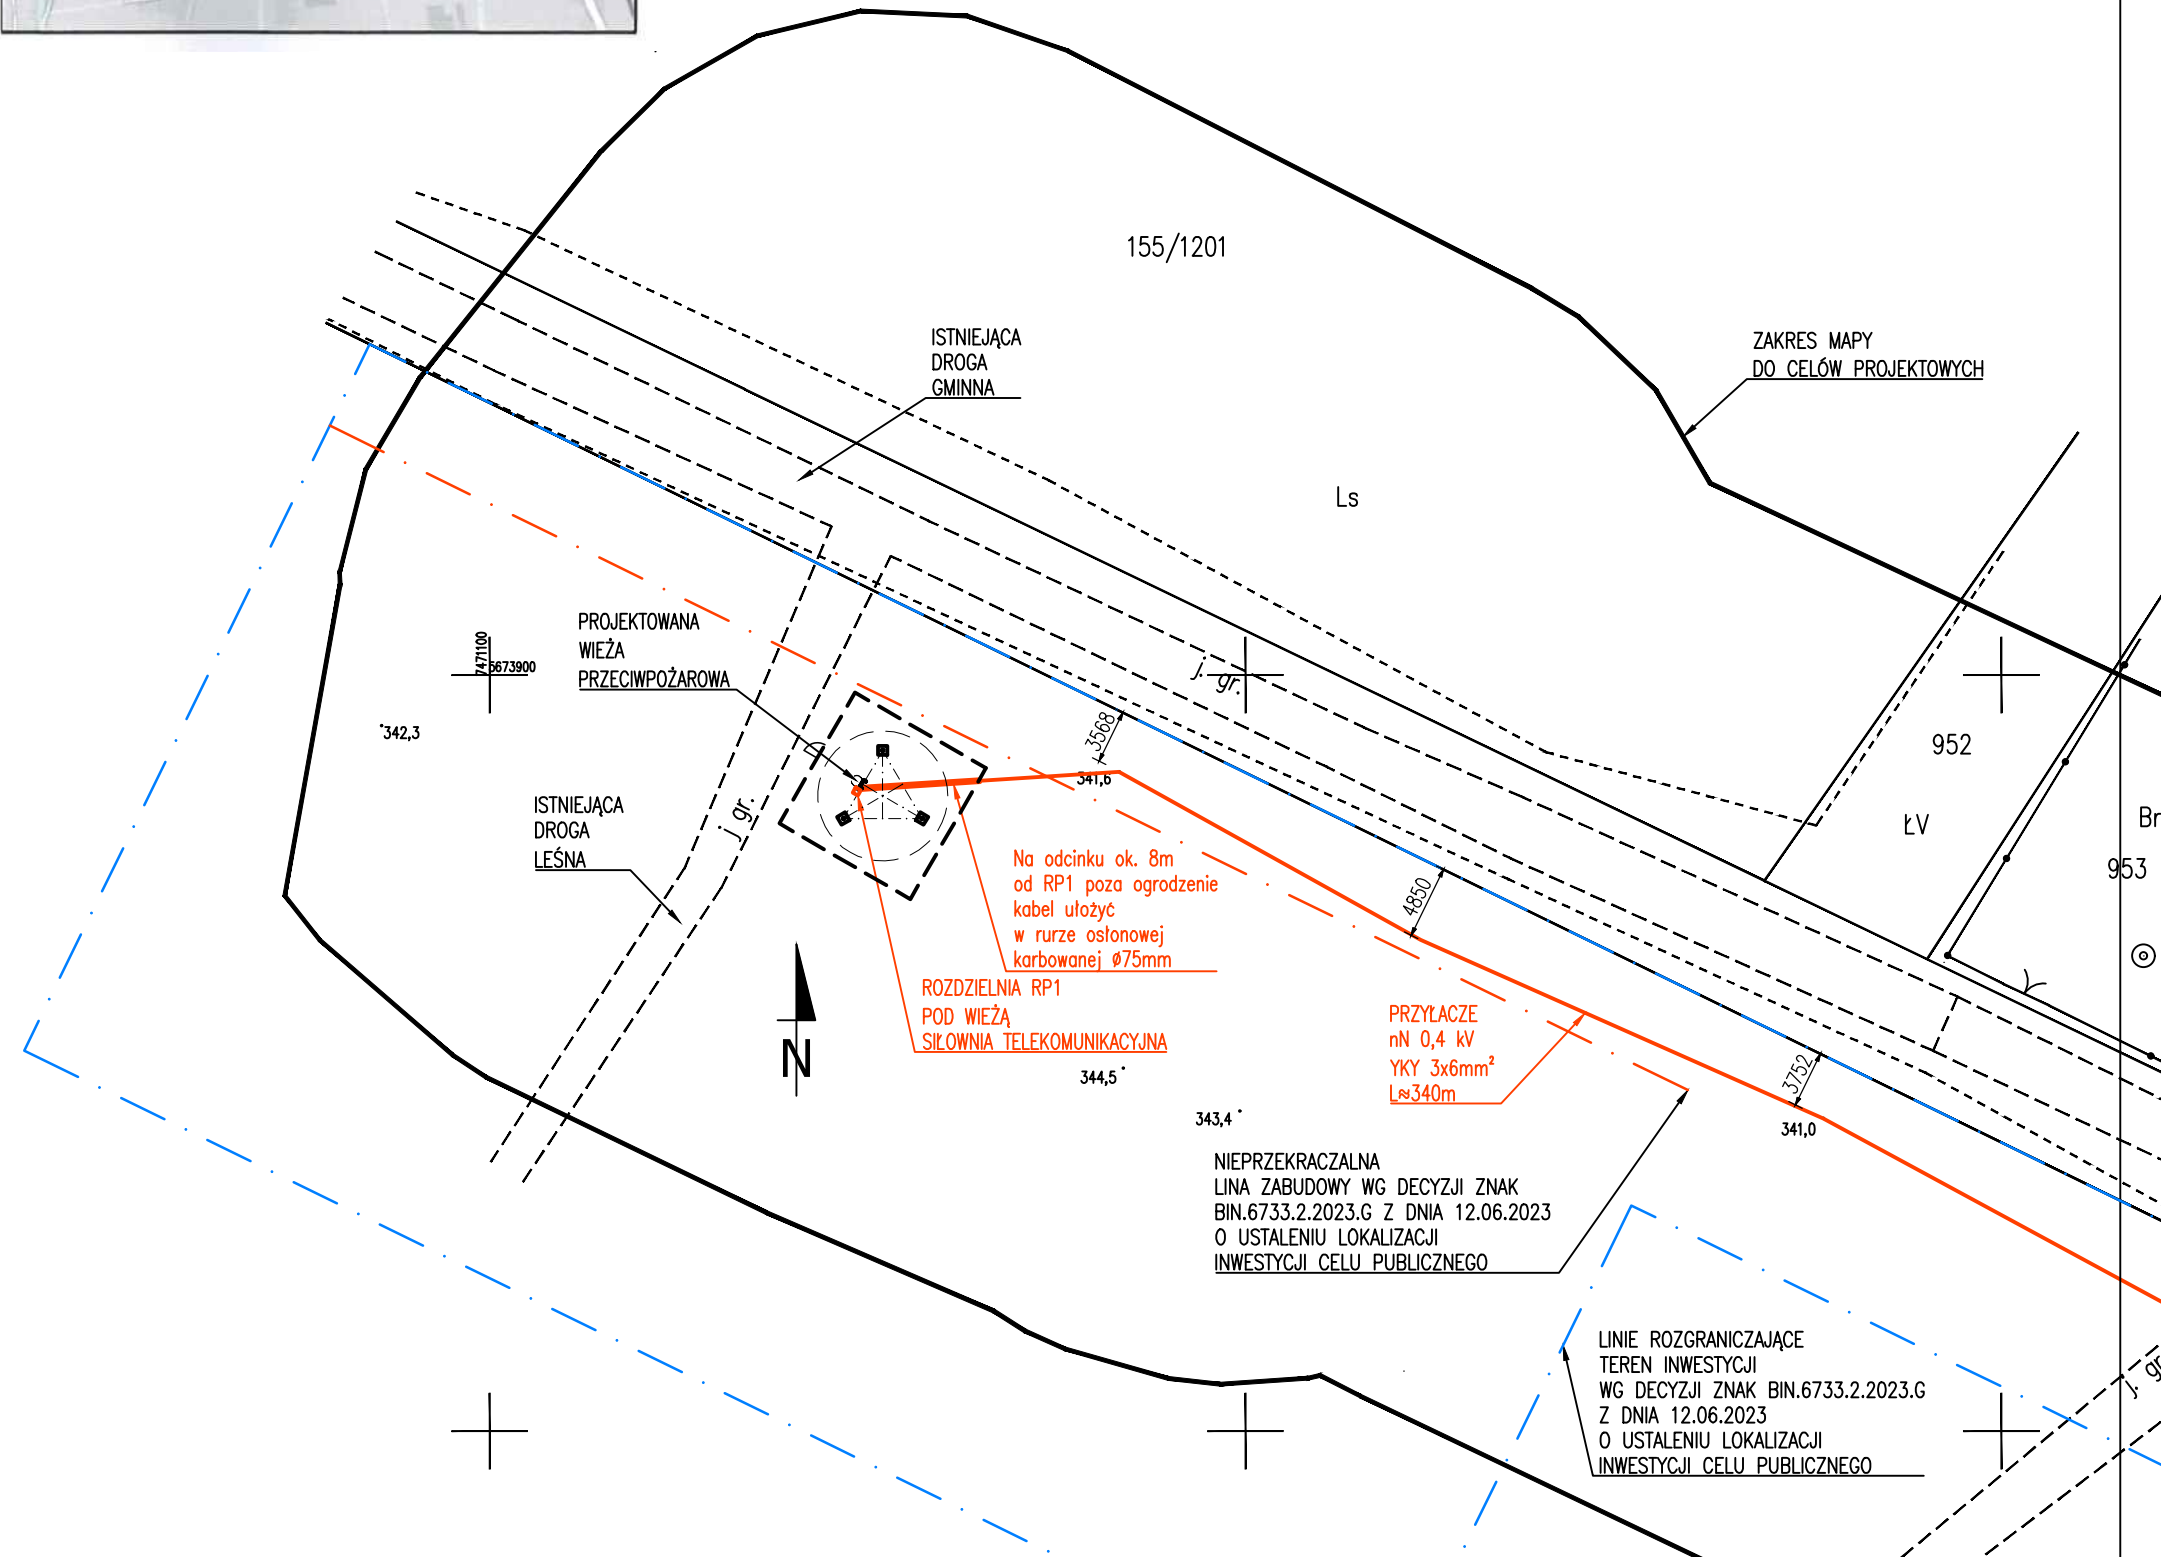 155/1201
ISTNIEJĄCA
DROGA
GMINNA
ZAKRES MAPY
DO CELÓW PROJEKTOWYCH
Ls
PROJEKTOWANA
WIEŻA
PRZECIWPOŻAROWA
7471100
5673900
j. gr.
342,3
3568
952
341,6
ISTNIEJĄCA
DROGA
LEŚNA
j gr.
ŁV
Br
953
Na odcinku ok. 8m
od RP1 poza ogrodzenie
kabel ułożyć
w rurze osłonowej
karbowanej Ø75mm
4850
ROZDZIELNIA RP1
POD WIEŻĄ
SIŁOWNIA TELEKOMUNIKACYJNA
PRZYŁACZE
nN 0,4 kV
YKY 3x6mm²
L≈340m
N
344,5
3752
343,4
341,0
NIEPRZEKRACZALNA
LINA ZABUDOWY WG DECYZJI ZNAK
BIN.6733.2.2023.G Z DNIA 12.06.2023
O USTALENIU LOKALIZACJI
INWESTYCJI CELU PUBLICZNEGO
LINIE ROZGRANICZAJĄCE
TEREN INWESTYCJI
WG DECYZJI ZNAK BIN.6733.2.2023.G
Z DNIA 12.06.2023
O USTALENIU LOKALIZACJI
INWESTYCJI CELU PUBLICZNEGO
j. gr